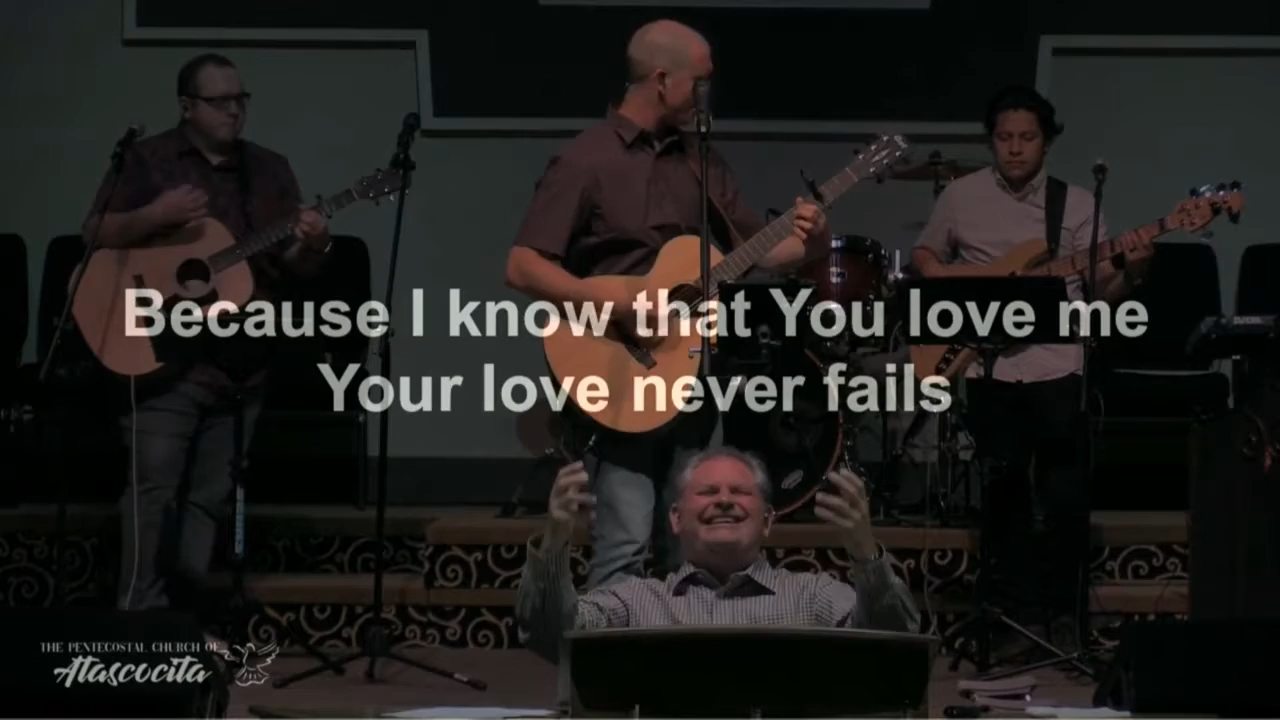 Because I know that You love me
Your love never fails
THE PENTECOSTAL CHURCH OF
Atascocita